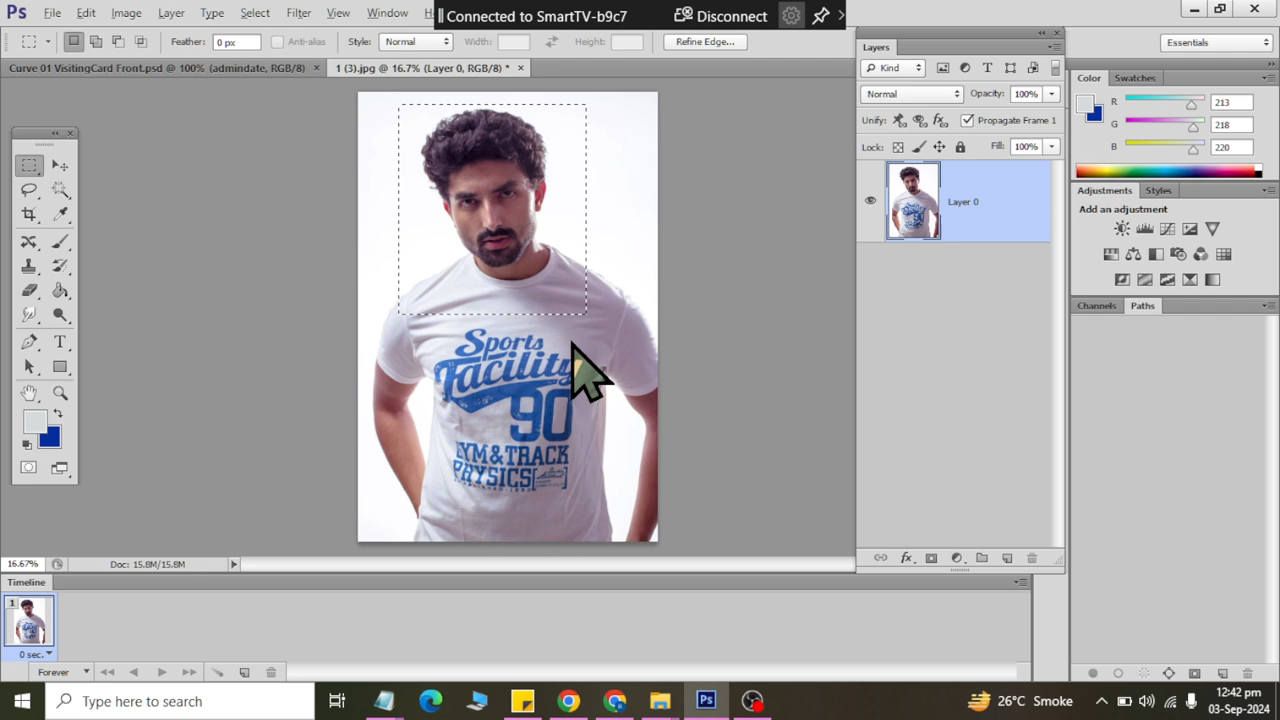 Ps File Edit Image Layer Type Select Filter View Window H
Connected to SmartTV-b9c7 Disconnect
Feather: 0 px Anti-alias Style: Normal Width: Height: Refine Edge...
Essentials
Curve 01 VisitingCard Front.psd @ 100% (admindate, RGB/8) × 1 (3).jpg @ 16.7% (Layer 0, RGB/8) * ×
Layers
Kind
Normal Opacity: 100%
Unify: Propagate Frame 1
Lock: Fill: 100%
Layer 0
Color Swatches
R 213
G 218
B 220
Adjustments Styles
Add an adjustment
Channels Paths
Sports
Facility
90
GYM&TRACK
PHYSICS
16.67% Doc: 15.8M/15.8M
Timeline
1
0 sec.
Forever
Type here to search
Ps
26°C Smoke
12:42 pm
03-Sep-2024